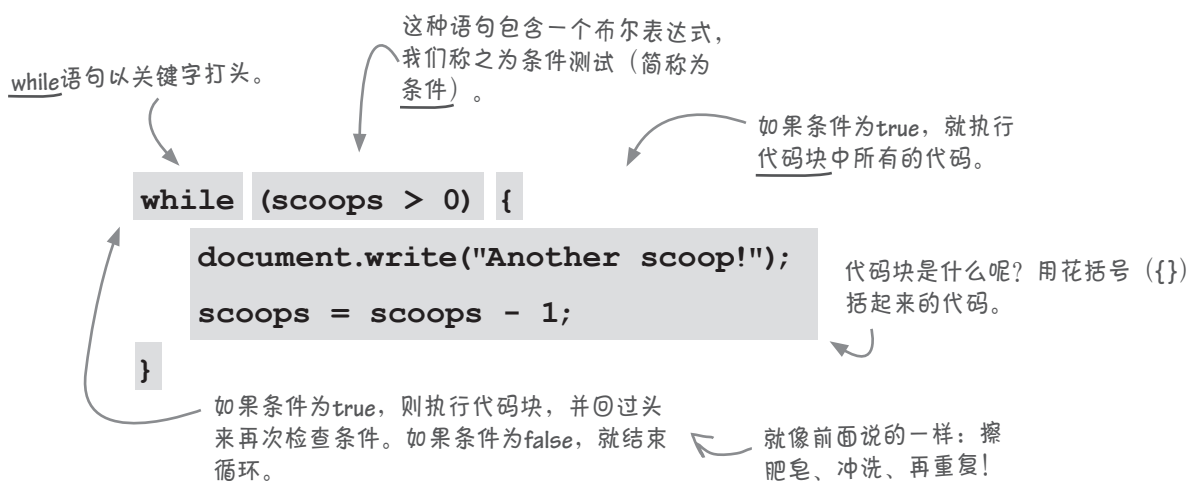 这种语句包含一个布尔表达式，
我们称之为条件测试（简称为
条件）。
while语句以关键字打头。
如果条件为true，就执行
代码块中所有的代码。
while (scoops > 0) {
document.write("Another scoop!");
scoops = scoops - 1;
}
代码块是什么呢？用花括号（{}）
括起来的代码。
如果条件为true，则执行代码块，并回过头
来再次检查条件。如果条件为false，就结束
循环。
就像前面说的一样：擦
肥皂、冲洗、再重复！